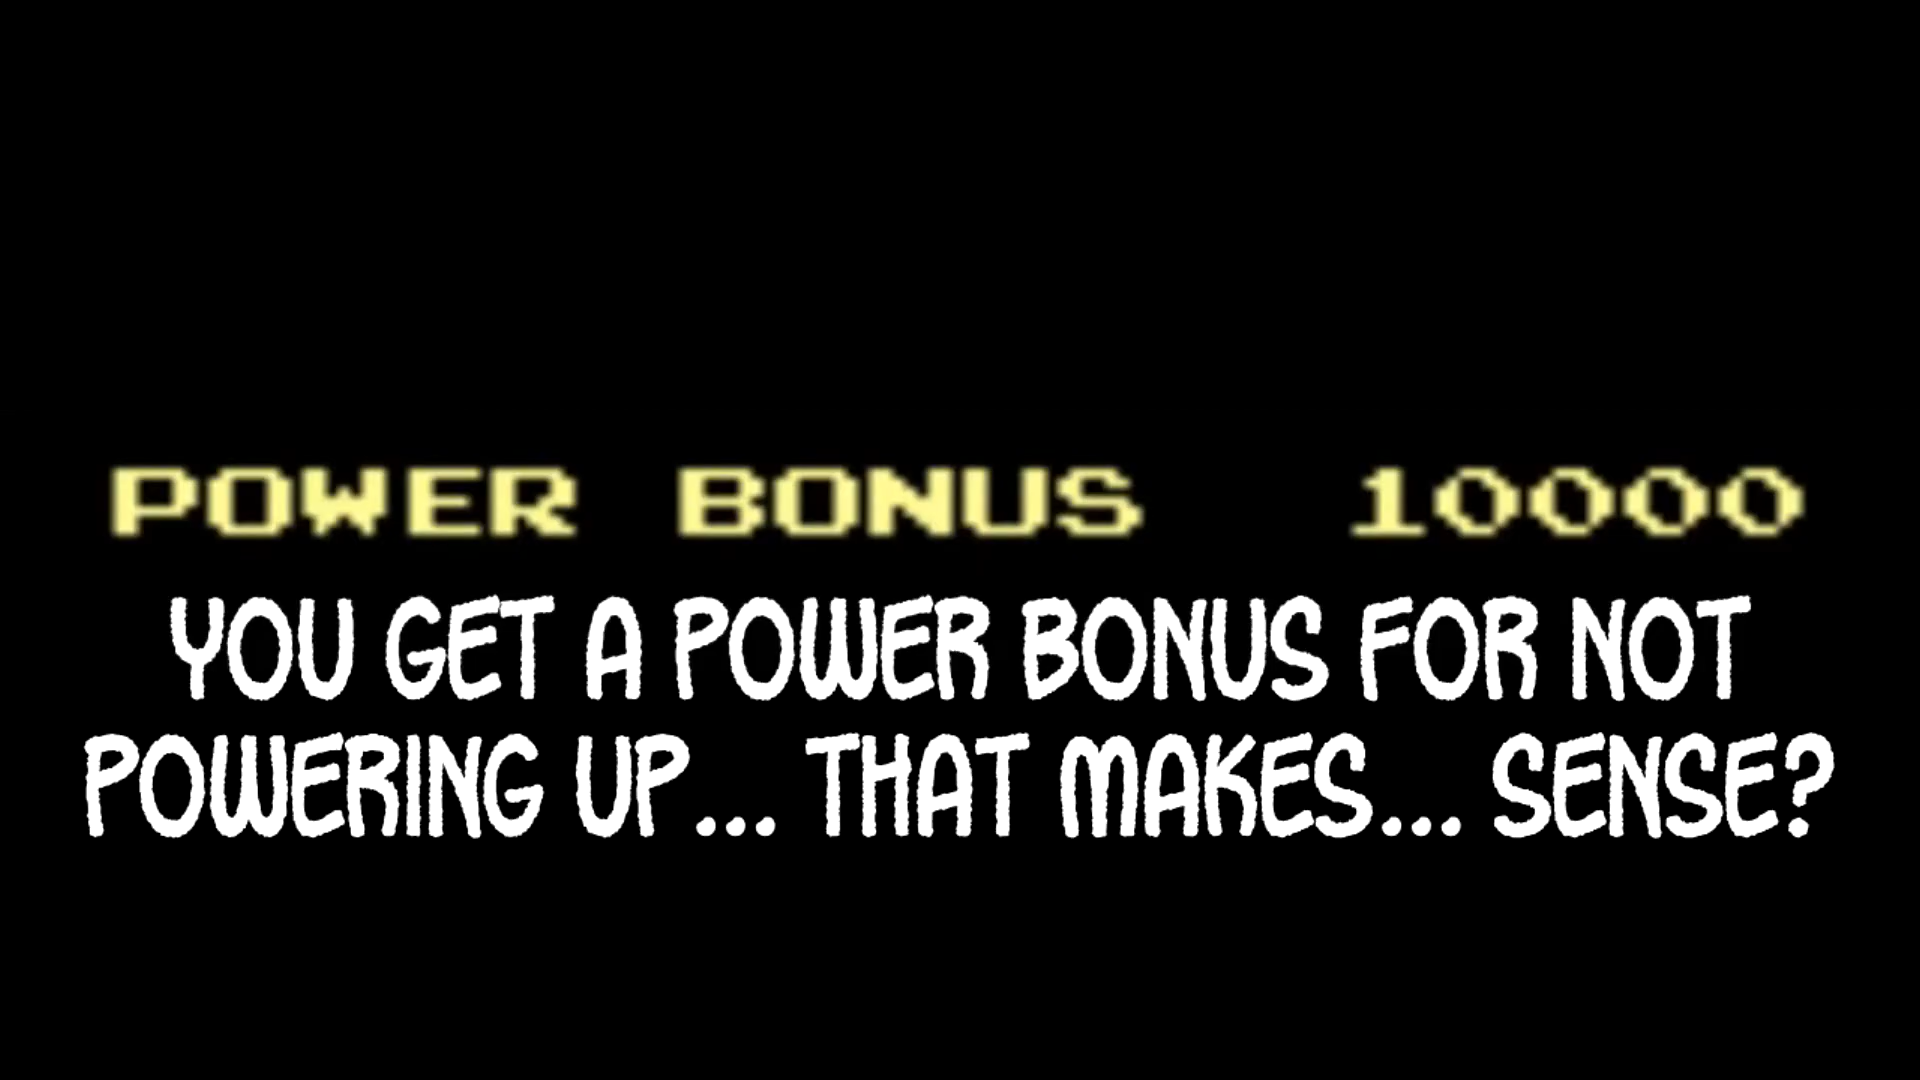 POWER BONUS 10000
YOU GET A POWER BONUS FOR NOT
POWERING UP... THAT MAKES... SENSE?